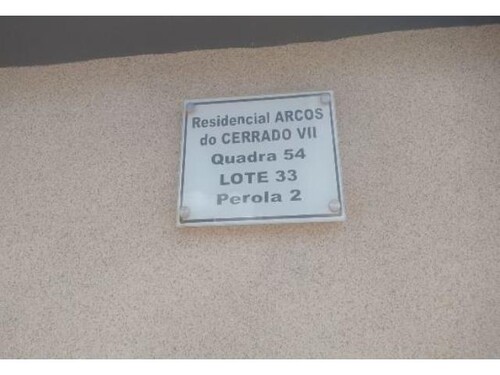 Residencial ARCOS
do CERRADO VII
Quadra 54
LOTE 33
Perola 2